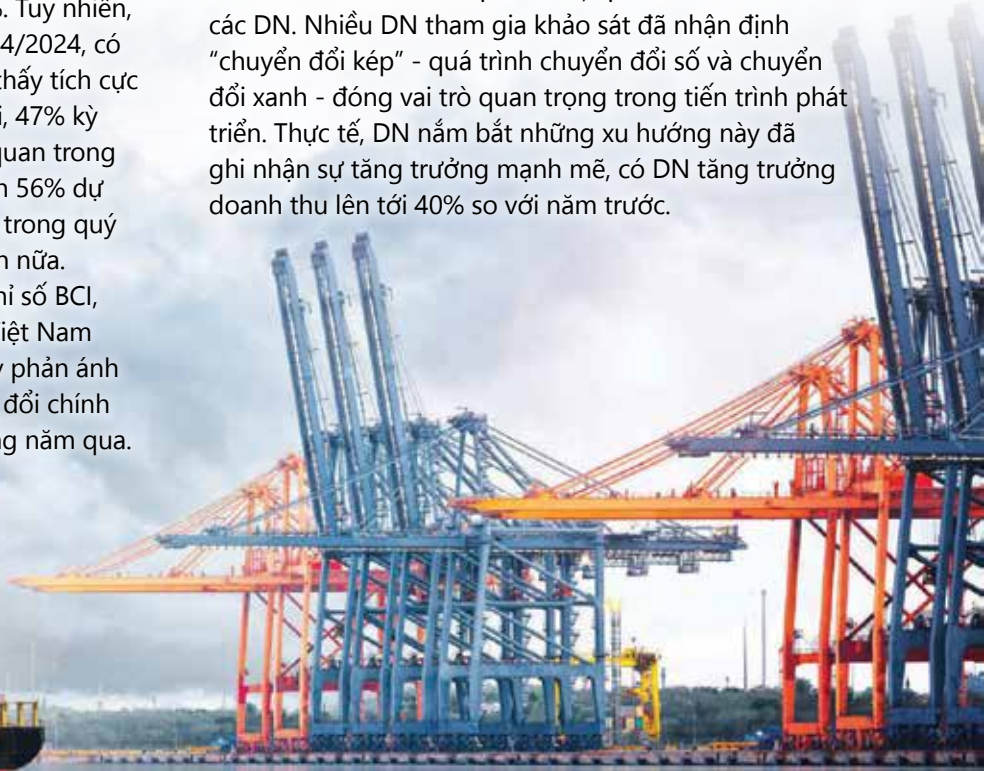 . Tuy nhiên,
4/2024, có
thấy tích cực
i, 47% kỳ
quan trong
n 56% dự
trong quý
n nữa.
hỉ số BCI,
Việt Nam
y phản ánh
đổi chính
ng năm qua.
các DN. Nhiều DN tham gia khảo sát đã nhận định
“chuyển đổi kép” - quá trình chuyển đổi số và chuyển
đổi xanh - đóng vai trò quan trọng trong tiến trình phát
triển. Thực tế, DN nắm bắt những xu hướng này đã
ghi nhận sự tăng trưởng mạnh mẽ, có DN tăng trưởng
doanh thu lên tới 40% so với năm trước.